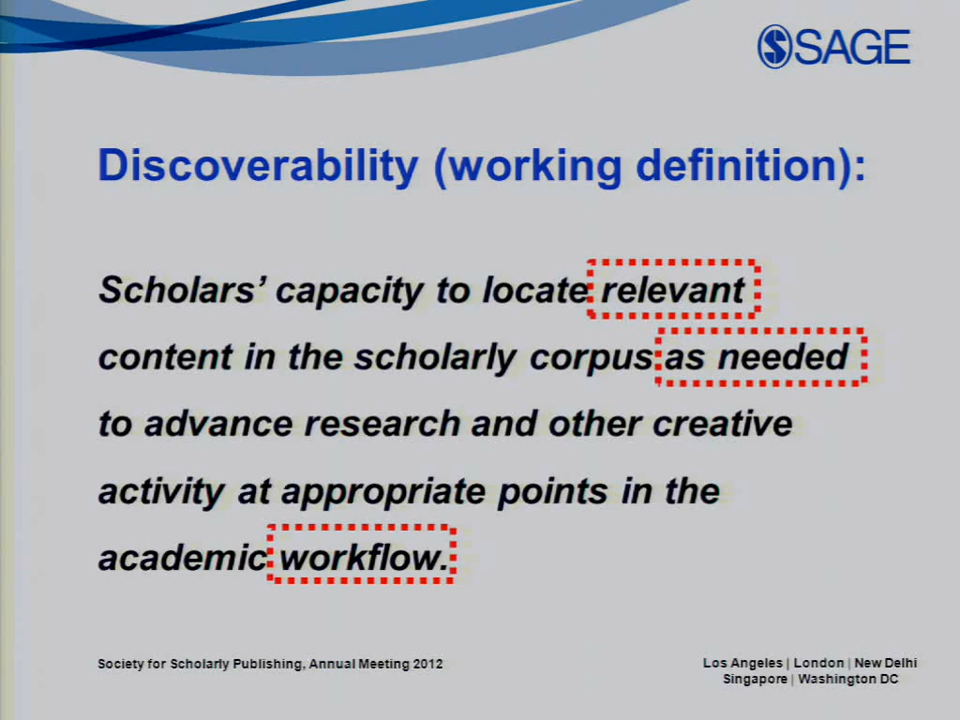 SAGE
Discoverability (working definition):
Scholars’ capacity to locate relevant
content in the scholarly corpus as needed
to advance research and other creative
activity at appropriate points in the
academic workflow.
Society for Scholarly Publishing, Annual Meeting 2012
Los Angeles | London | New Delhi
Singapore | Washington DC